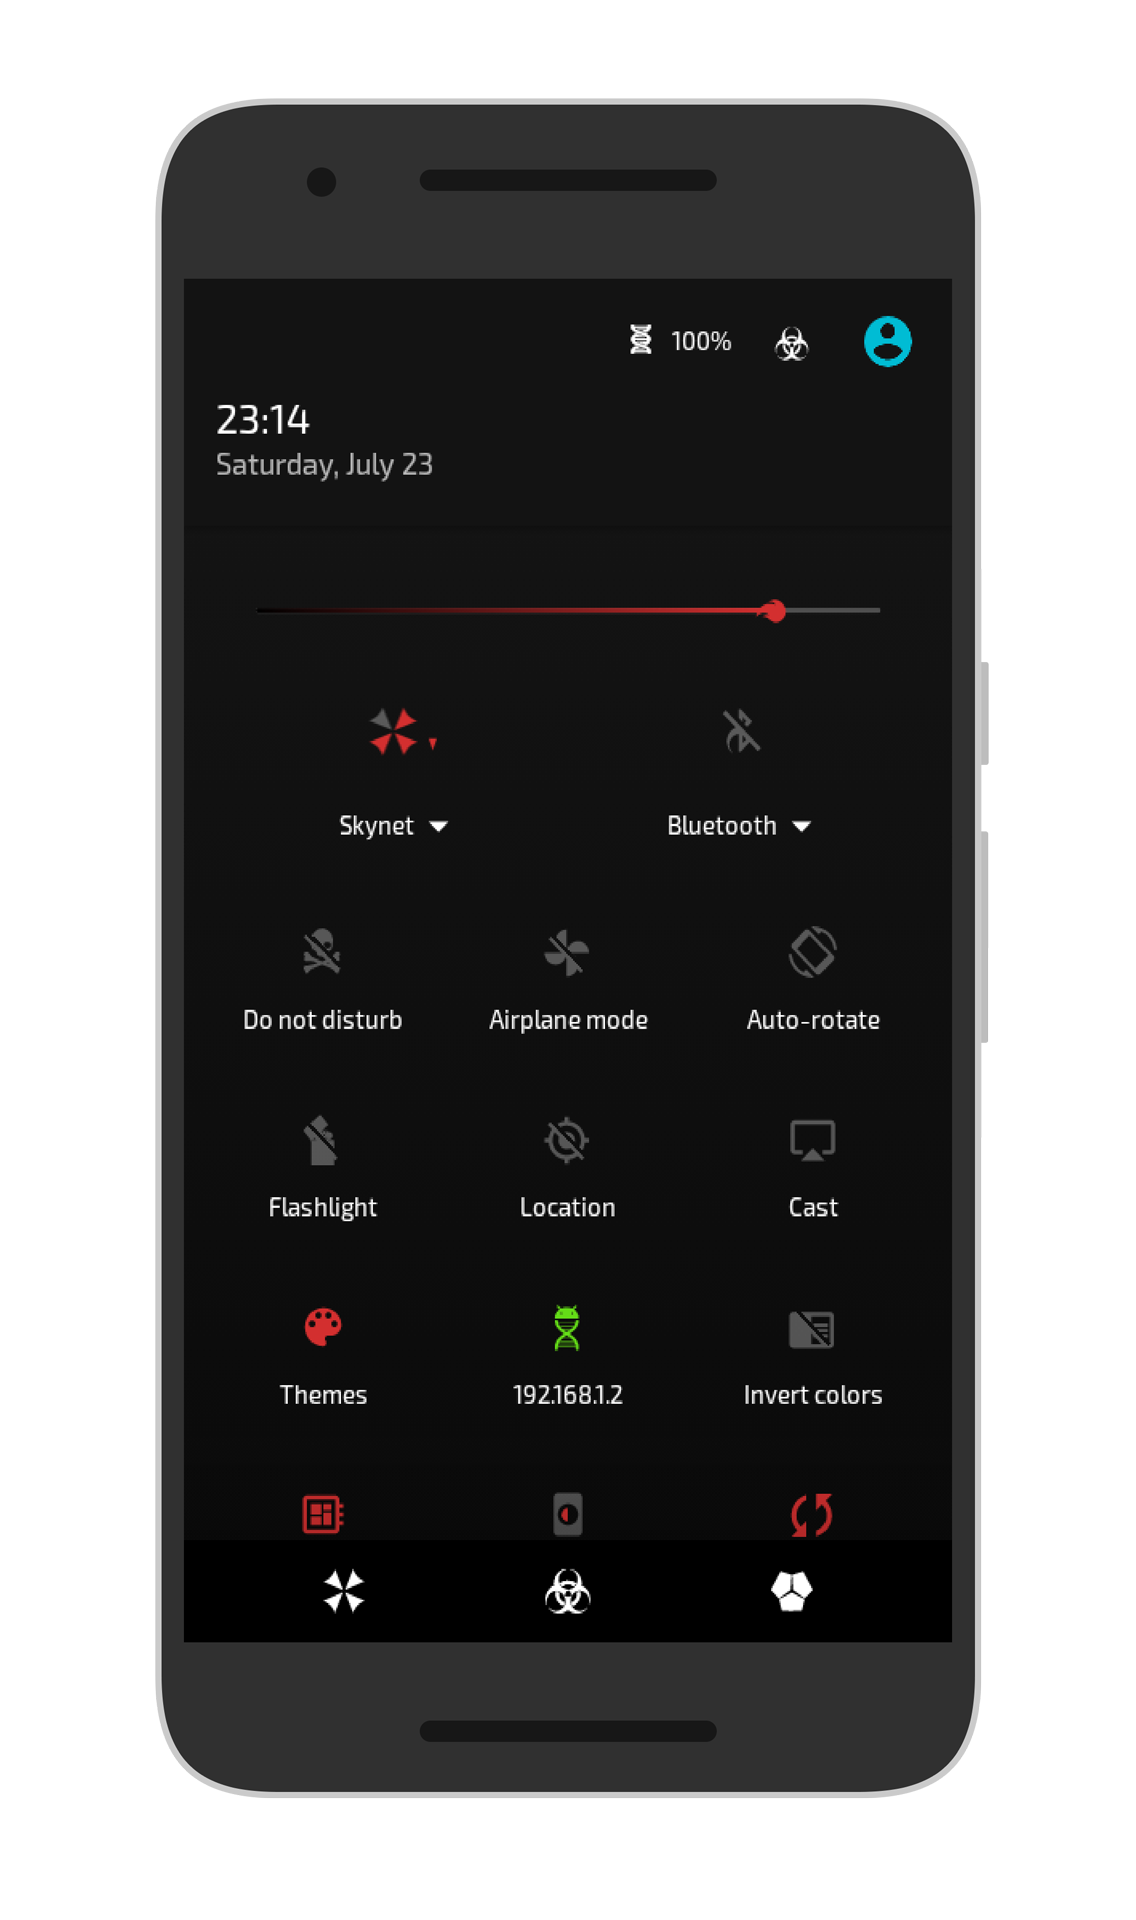 100%
23:14
Saturday, July 23
Skynet
Bluetooth
Do not disturb
Airplane mode
Auto-rotate
Flashlight
Location
Cast
Themes
192.168.1.2
Invert colors